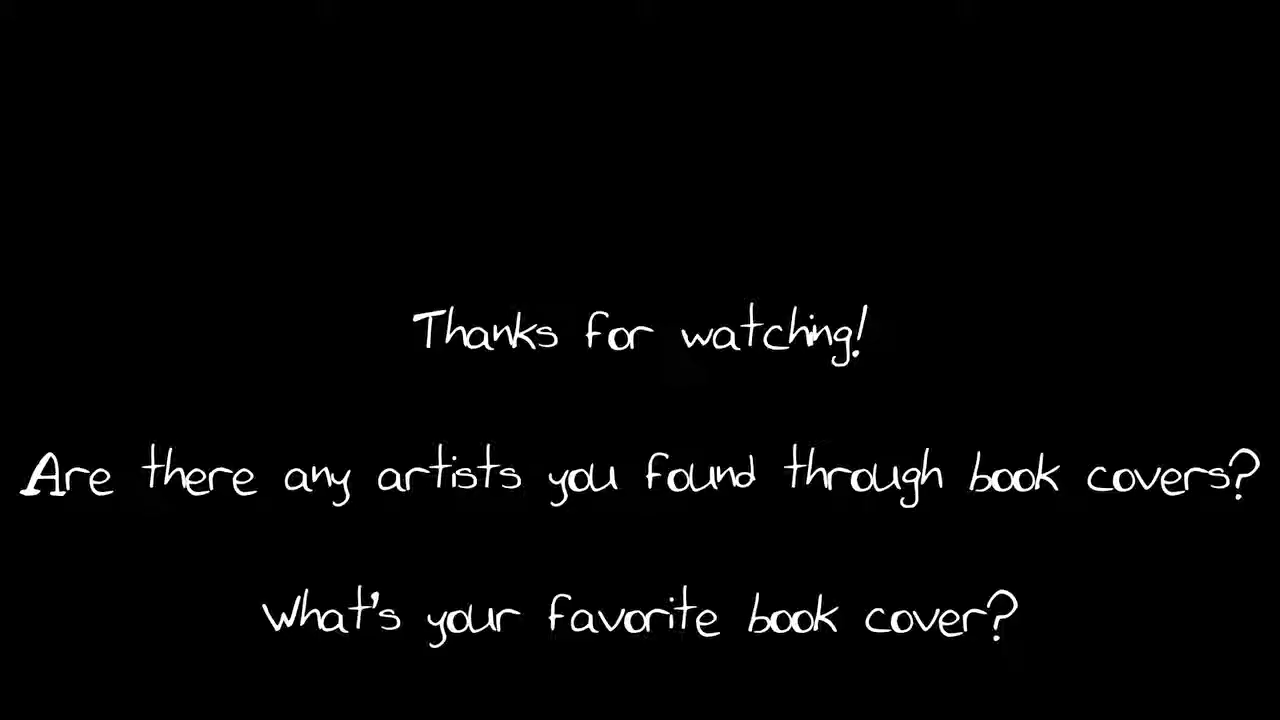 Thanks for watching!
Are there any artists you found through book covers?
What's your favorite book cover?